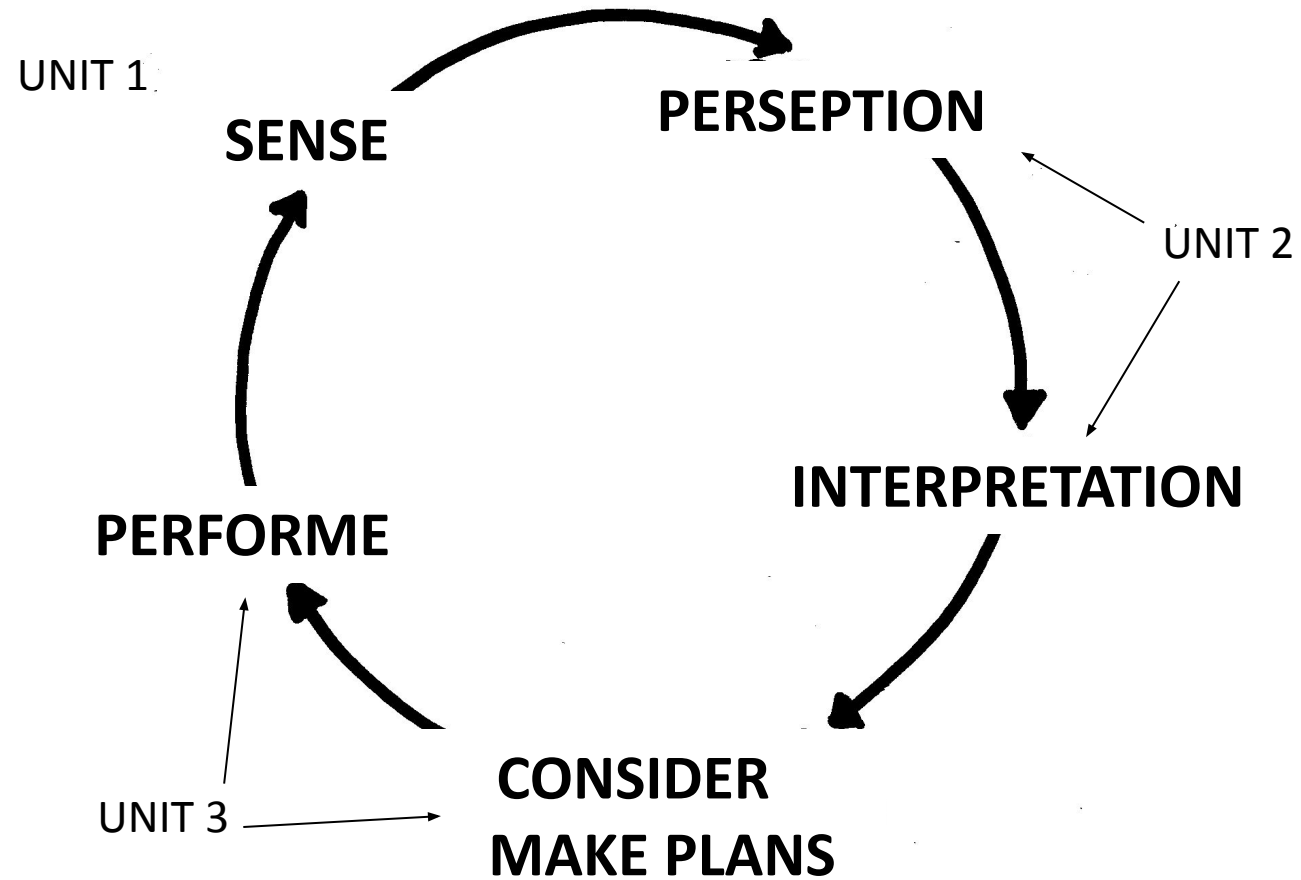 UNIT 1
SENSE
PERSEPTION
UNIT 2
INTERPRETATION
PERFORME
UNIT 3
CONSIDER
MAKE PLANS